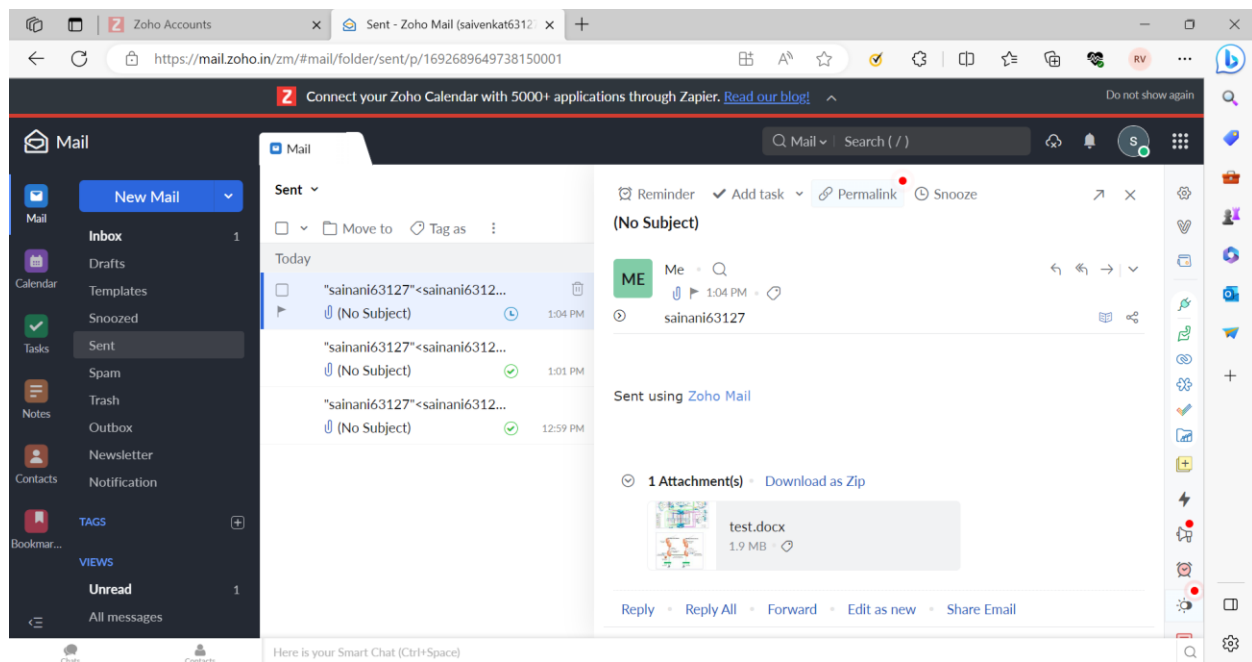 Zoho Accounts
Sent - Zoho Mail (saivenkat6312
https://mail.zoho.in/zm/#mail/folder/sent/p/1692689649738150001
RV
Connect your Zoho Calendar with 5000+ applications through Zapier. Read our blog!
Do not show again
Mail
Mail
Mail
Search ( / )
S
Mail
Calendar
Tasks
Notes
Contacts
Bookmar...
New Mail
Inbox 1
Drafts
Templates
Snoozed
Sent
Spam
Trash
Outbox
Newsletter
Notification
TAGS
VIEWS
Unread 1
All messages
Chats
Contacts
Sent
Move to Tag as
Today
"sainani63127"<sainani6312...
(No Subject) 1:04 PM
"sainani63127"<sainani6312...
(No Subject) 1:01 PM
"sainani63127"<sainani6312...
(No Subject) 12:59 PM
Reminder Add task Permalink Snooze
(No Subject)
ME
Me
1:04 PM
sainani63127
Sent using Zoho Mail
1 Attachment(s) Download as Zip
test.docx
1.9 MB
Reply Reply All Forward Edit as new Share Email
Here is your Smart Chat (Ctrl+Space)